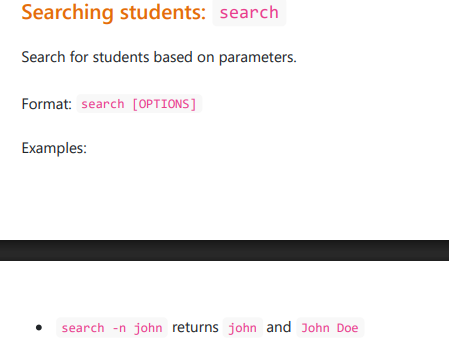 Searching students: search
Search for students based on parameters.
Format: search [OPTIONS]
Examples:
• search -n john returns john and John Doe